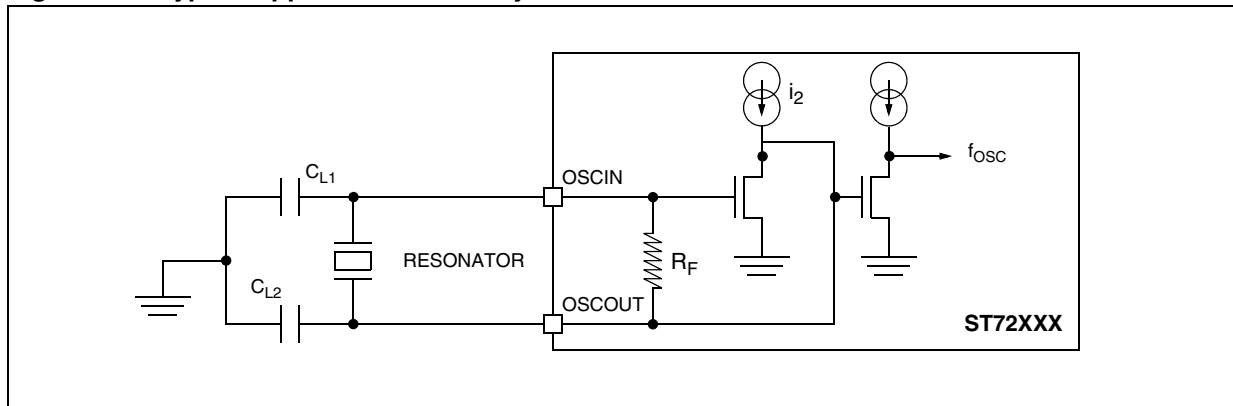 i2
fOSC
CL1
OSCIN
RESONATOR
RF
CL2
OSCOUT
ST72XXX